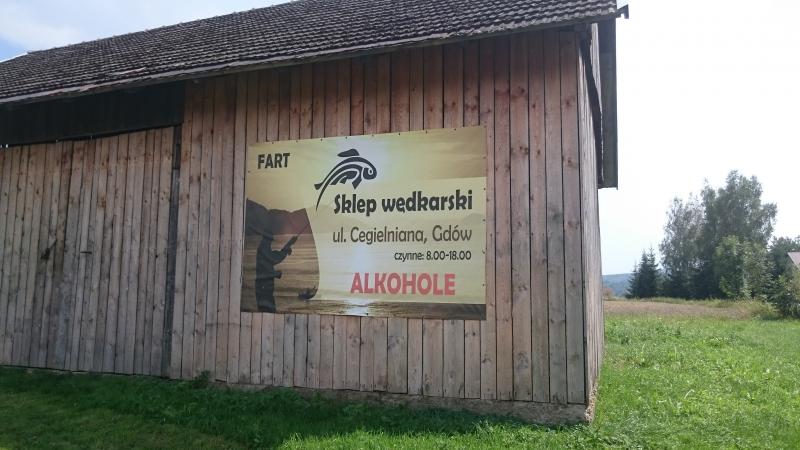 FART
Sklep wędkarski
ul. Cegielniana, Gdów
czynne: 8.00-18.00
ALKOHOLE